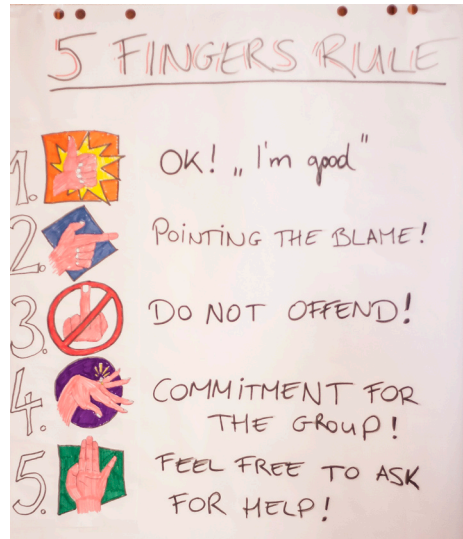 5 FINGERS RULE
1. OK! „I'm good"
2. POINTING THE BLAME!
3. DO NOT OFFEND!
4. COMMITMENT FOR
THE GROUP!
5. FEEL FREE TO ASK
FOR HELP!